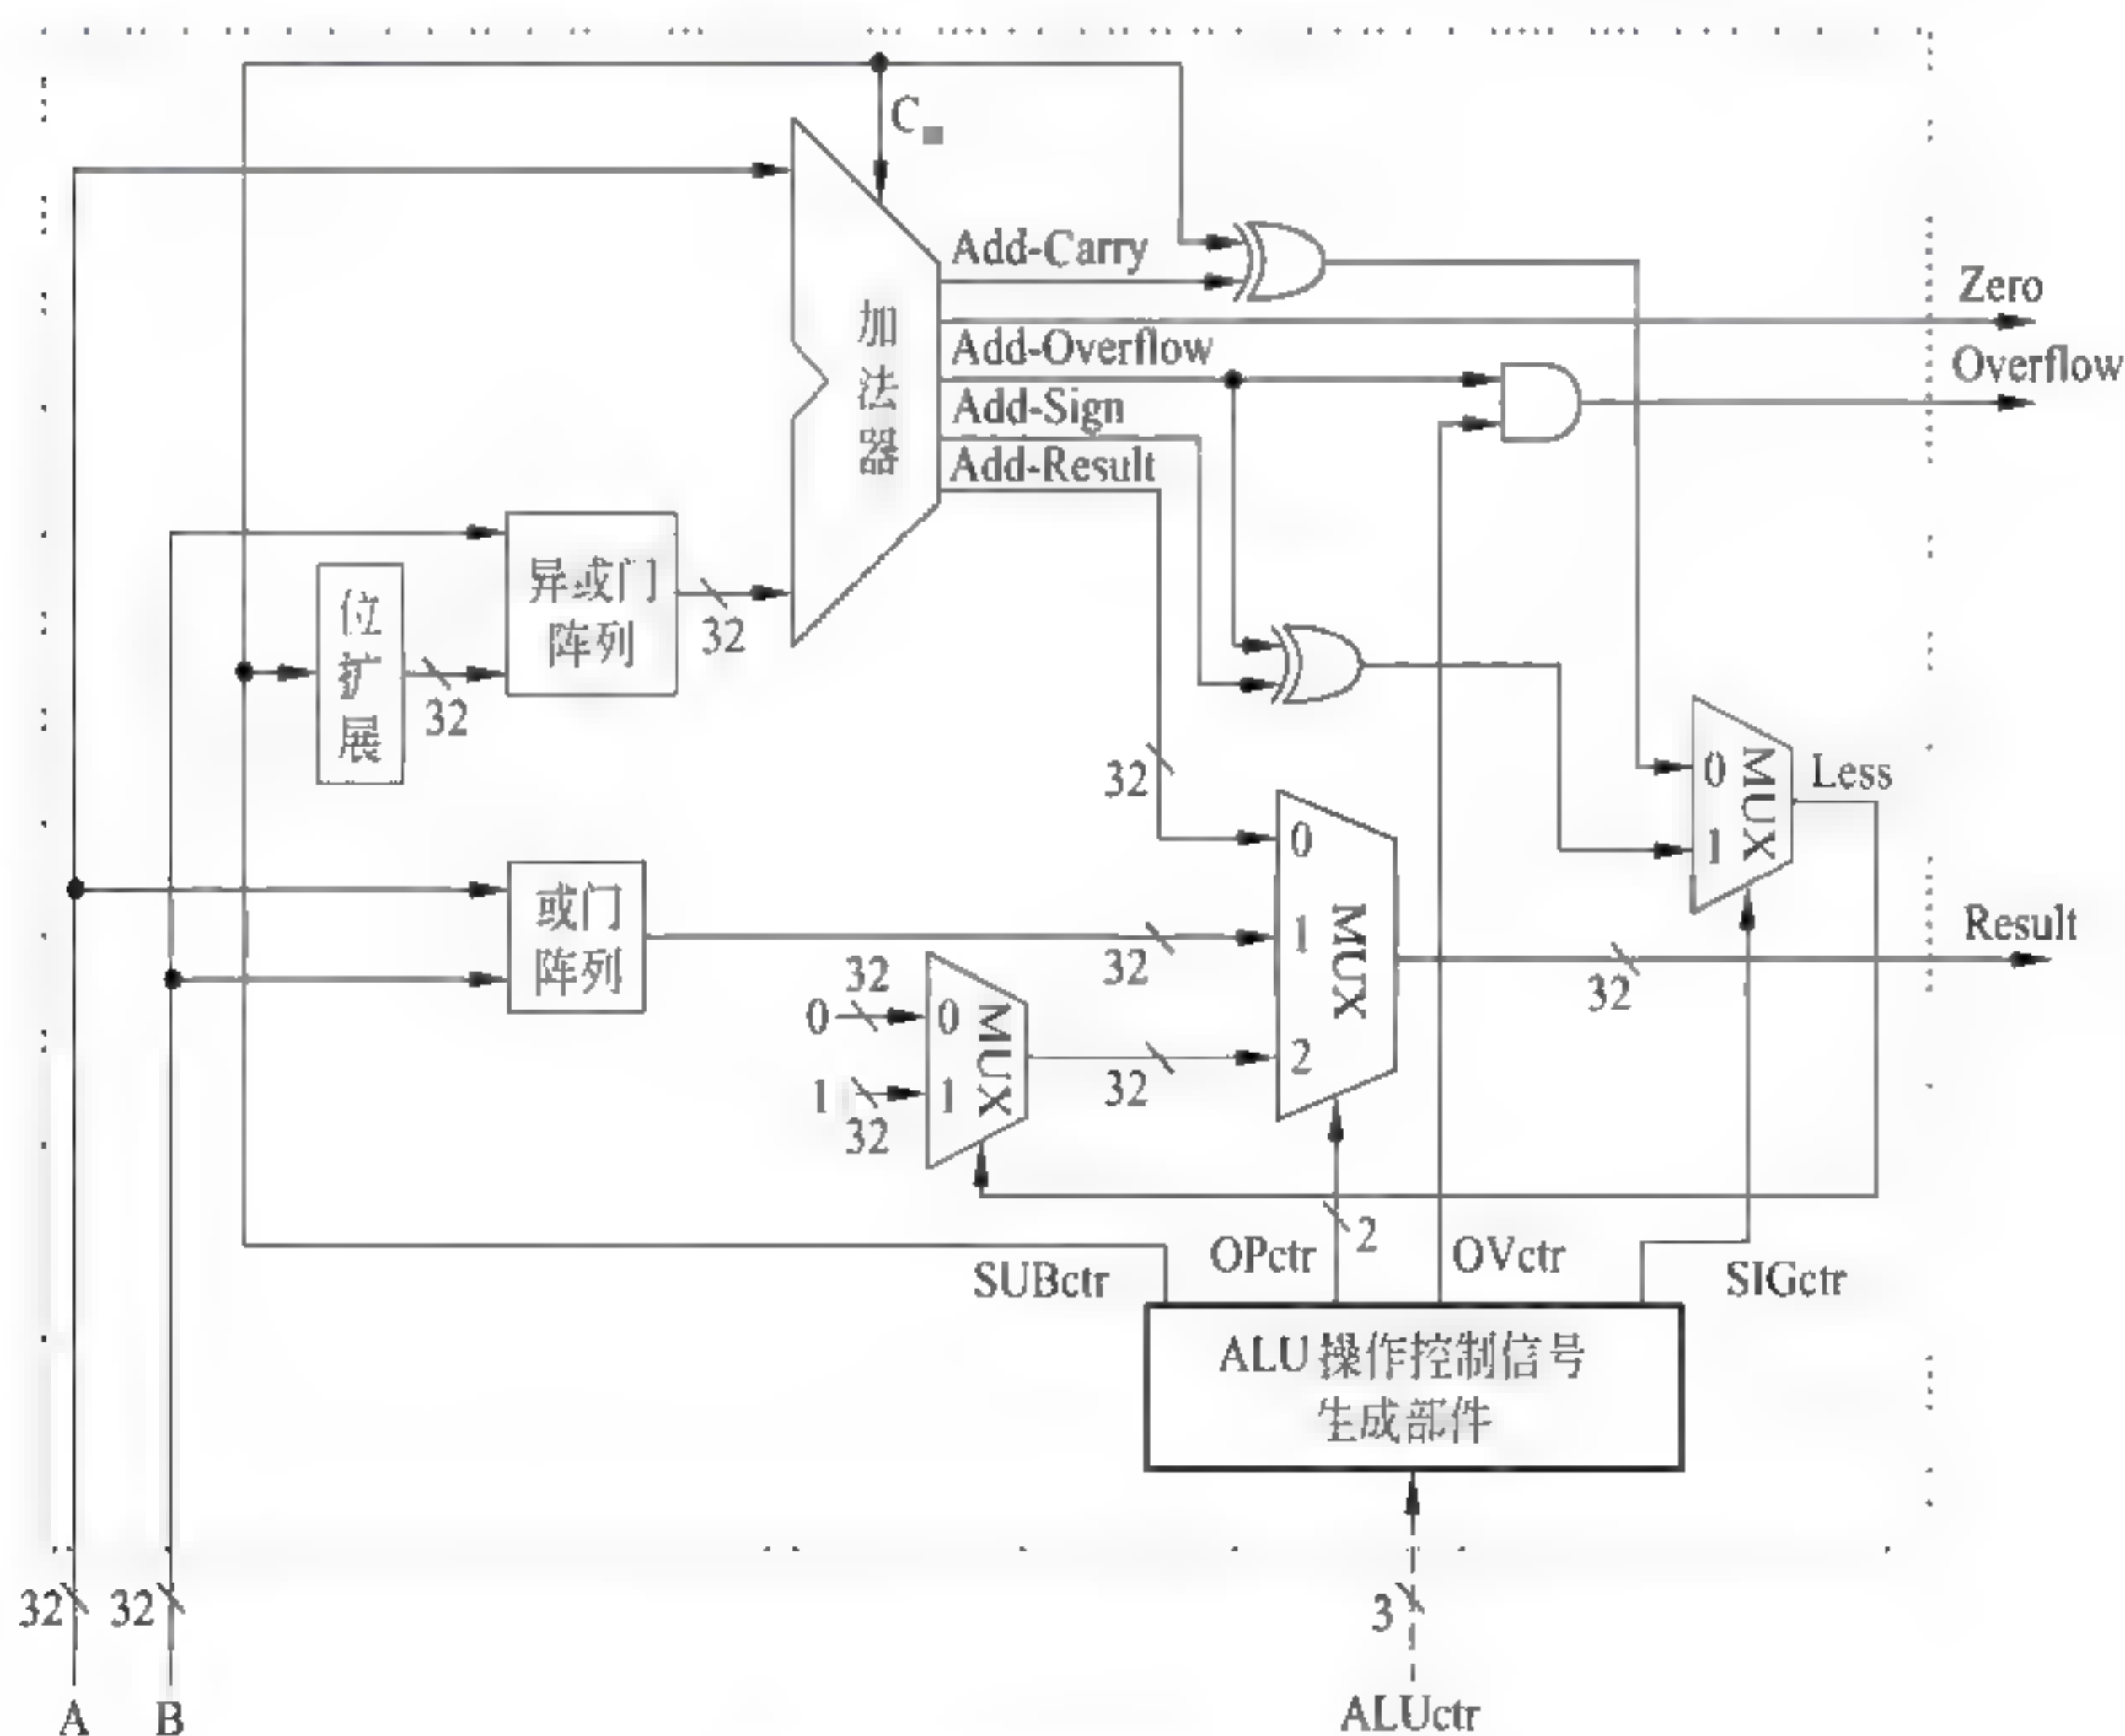 C
Add-Carry
Zero
Add-Overflow
Overflow
Add-Sign
Add-Result
加法器
异或门
阵列
32
位扩展
32
32
0
MUX
Less
1
0
或门
阵列
1
MUX
32
Result
32
32
0
0
MUX
2
32
1
1
32
2
OPctr
OVctr
SUBctr
SIGctr
ALU操作控制信号
生成部件
32
32
3
A
B
ALUctr